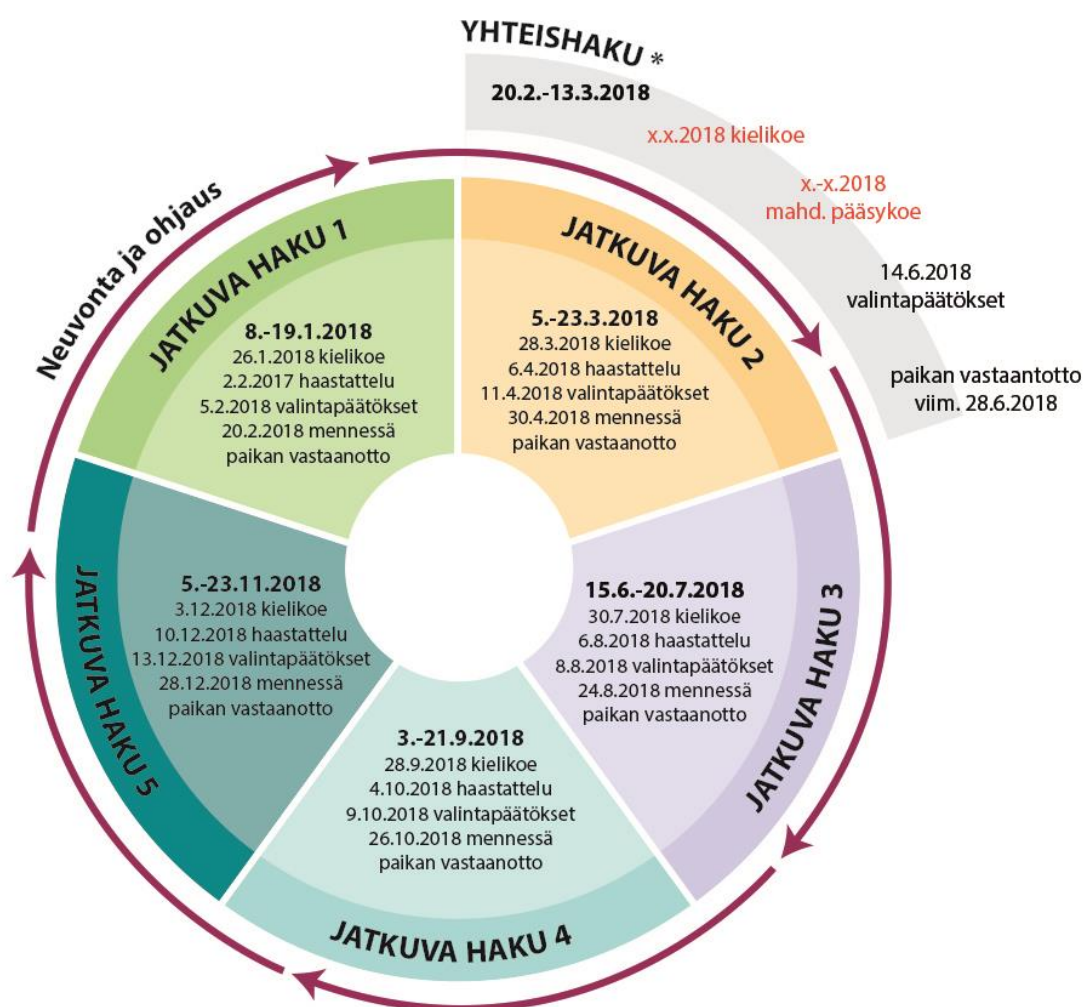 YHTEISHAKU *
20.2.-13.3.2018
x.x.2018 kielikoe
x.-x.2018
mahd. pääsykoe
14.6.2018
valintapäätökset
paikan vastaantotto
viim. 28.6.2018
Neuvonta ja ohjaus
JATKUVA HAKU 1
8.-19.1.2018
26.1.2018 kielikoe
2.2.2017 haastattelu
5.2.2018 valintapäätökset
20.2.2018 mennessä
paikan vastaanotto
JATKUVA HAKU 2
5.-23.3.2018
28.3.2018 kielikoe
6.4.2018 haastattelu
11.4.2018 valintapäätökset
30.4.2018 mennessä
paikan vastaanotto
JATKUVA HAKU 3
15.6.-20.7.2018
30.7.2018 kielikoe
6.8.2018 haastattelu
8.8.2018 valintapäätökset
24.8.2018 mennessä
paikan vastaanotto
JATKUVA HAKU 4
3.-21.9.2018
28.9.2018 kielikoe
4.10.2018 haastattelu
9.10.2018 valintapäätökset
26.10.2018 mennessä
paikan vastaanotto
JATKUVA HAKU 5
5.-23.11.2018
3.12.2018 kielikoe
10.12.2018 haastattelu
13.12.2018 valintapäätökset
28.12.2018 mennessä
paikan vastaanotto